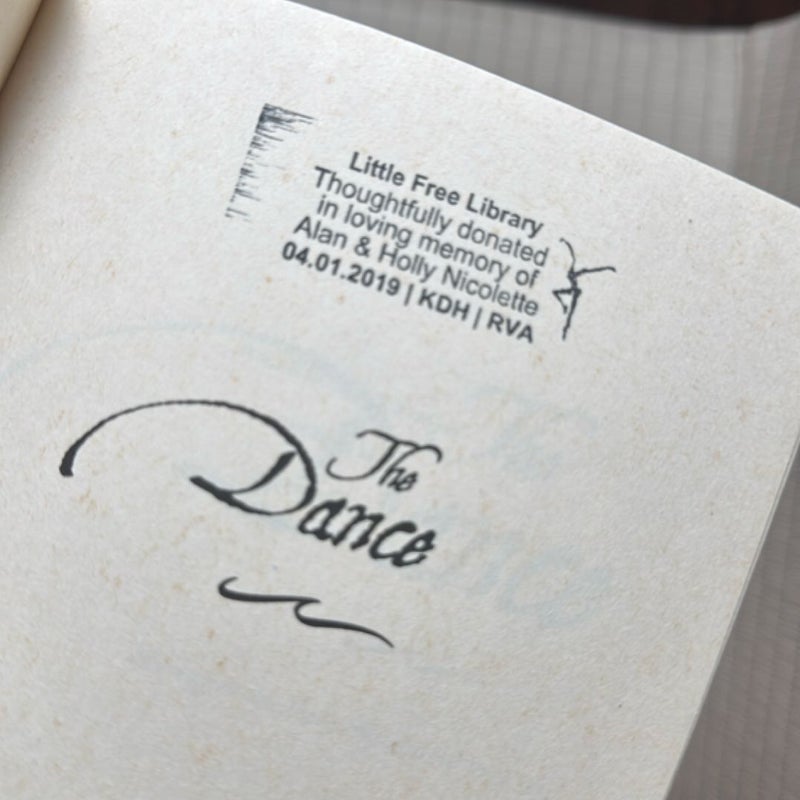 Little Free Library
Thoughtfully donated
in loving memory of
Alan & Holly Nicolette
04.01.2019 | KDH | RVA
The
Dance